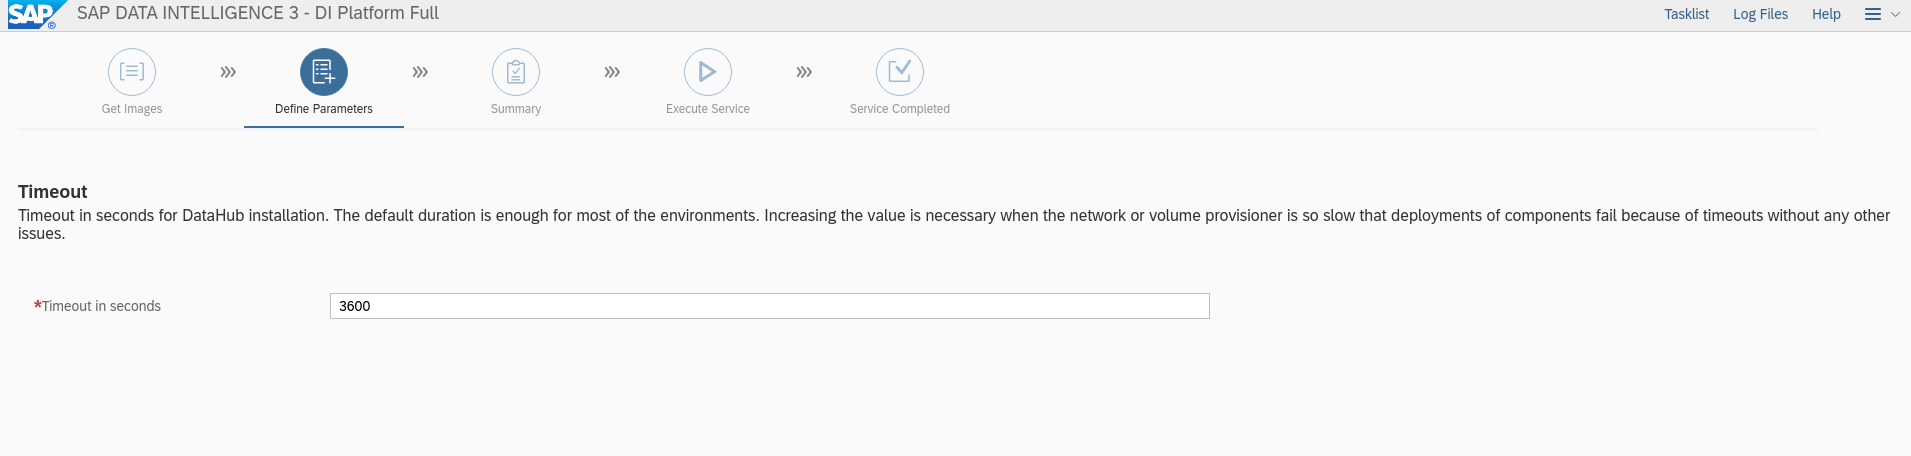 SAP ® SAP DATA INTELLIGENCE 3 - DI Platform Full Tasklist Log Files Help
Get Images Define Parameters Summary Execute Service Service Completed
Timeout
Timeout in seconds for DataHub installation. The default duration is enough for most of the environments. Increasing the value is necessary when the network or volume provisioner is so slow that deployments of components fail because of timeouts without any other
issues.
*Timeout in seconds 3600